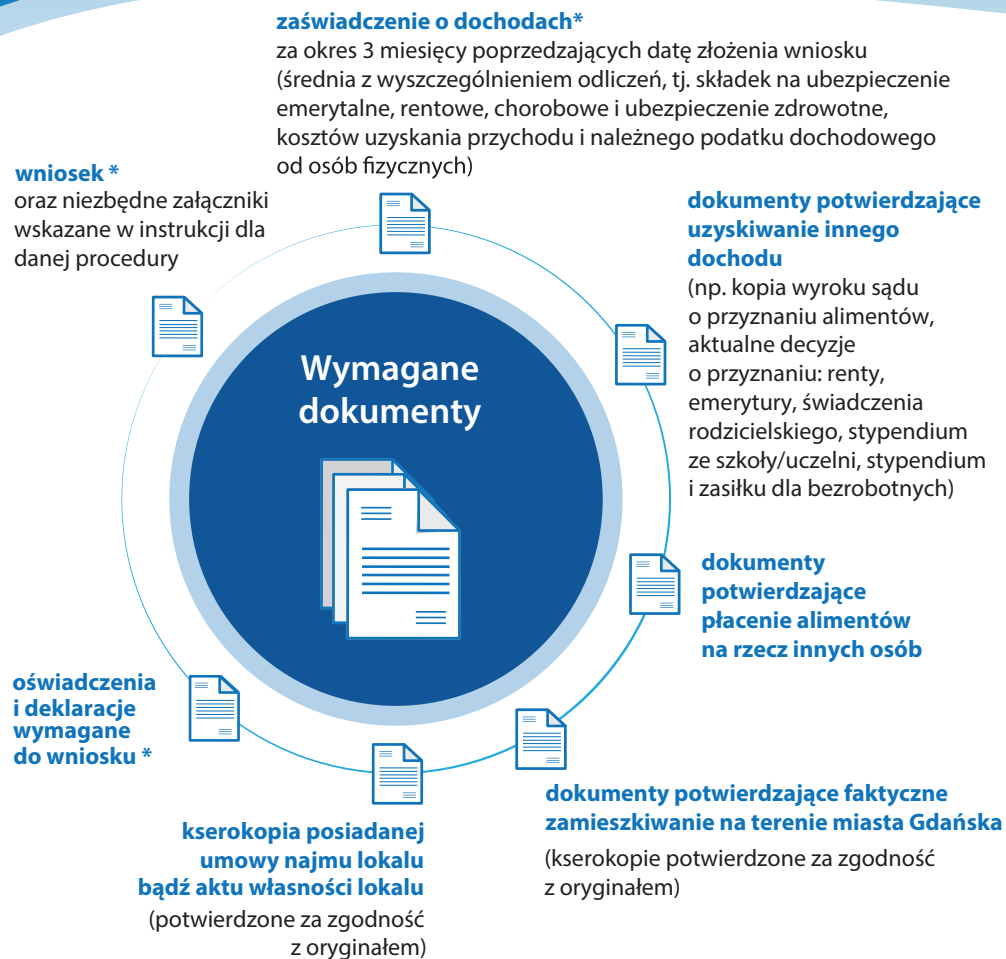 zaświadczenie o dochodach*
za okres 3 miesięcy poprzedzających datę złożenia wniosku
(średnia z wyszczególnieniem odliczeń, tj. składek na ubezpieczenie
emerytalne, rentowe, chorobowe i ubezpieczenie zdrowotne,
kosztów uzyskania przychodu i należnego podatku dochodowego
od osób fizycznych)
wniosek *
oraz niezbędne załączniki
wskazane w instrukcji dla
danej procedury
dokumenty potwierdzające
uzyskiwanie innego
dochodu
(np. kopia wyroku sądu
o przyznaniu alimentów,
aktualne decyzje
o przyznaniu: renty,
emerytury, świadczenia
rodzicielskiego, stypendium
ze szkoły/uczelni, stypendium
i zasiłku dla bezrobotnych)
Wymagane
dokumenty
dokumenty
potwierdzające
płacenie alimentów
na rzecz innych osób
oświadczenia
i deklaracje
wymagane
do wniosku *
dokumenty potwierdzające faktyczne
zamieszkiwanie na terenie miasta Gdańska
(kserokopie potwierdzone za zgodność
z oryginałem)
kserokopia posiadanej
umowy najmu lokalu
bądź aktu własności lokalu
(potwierdzone za zgodność
z oryginałem)